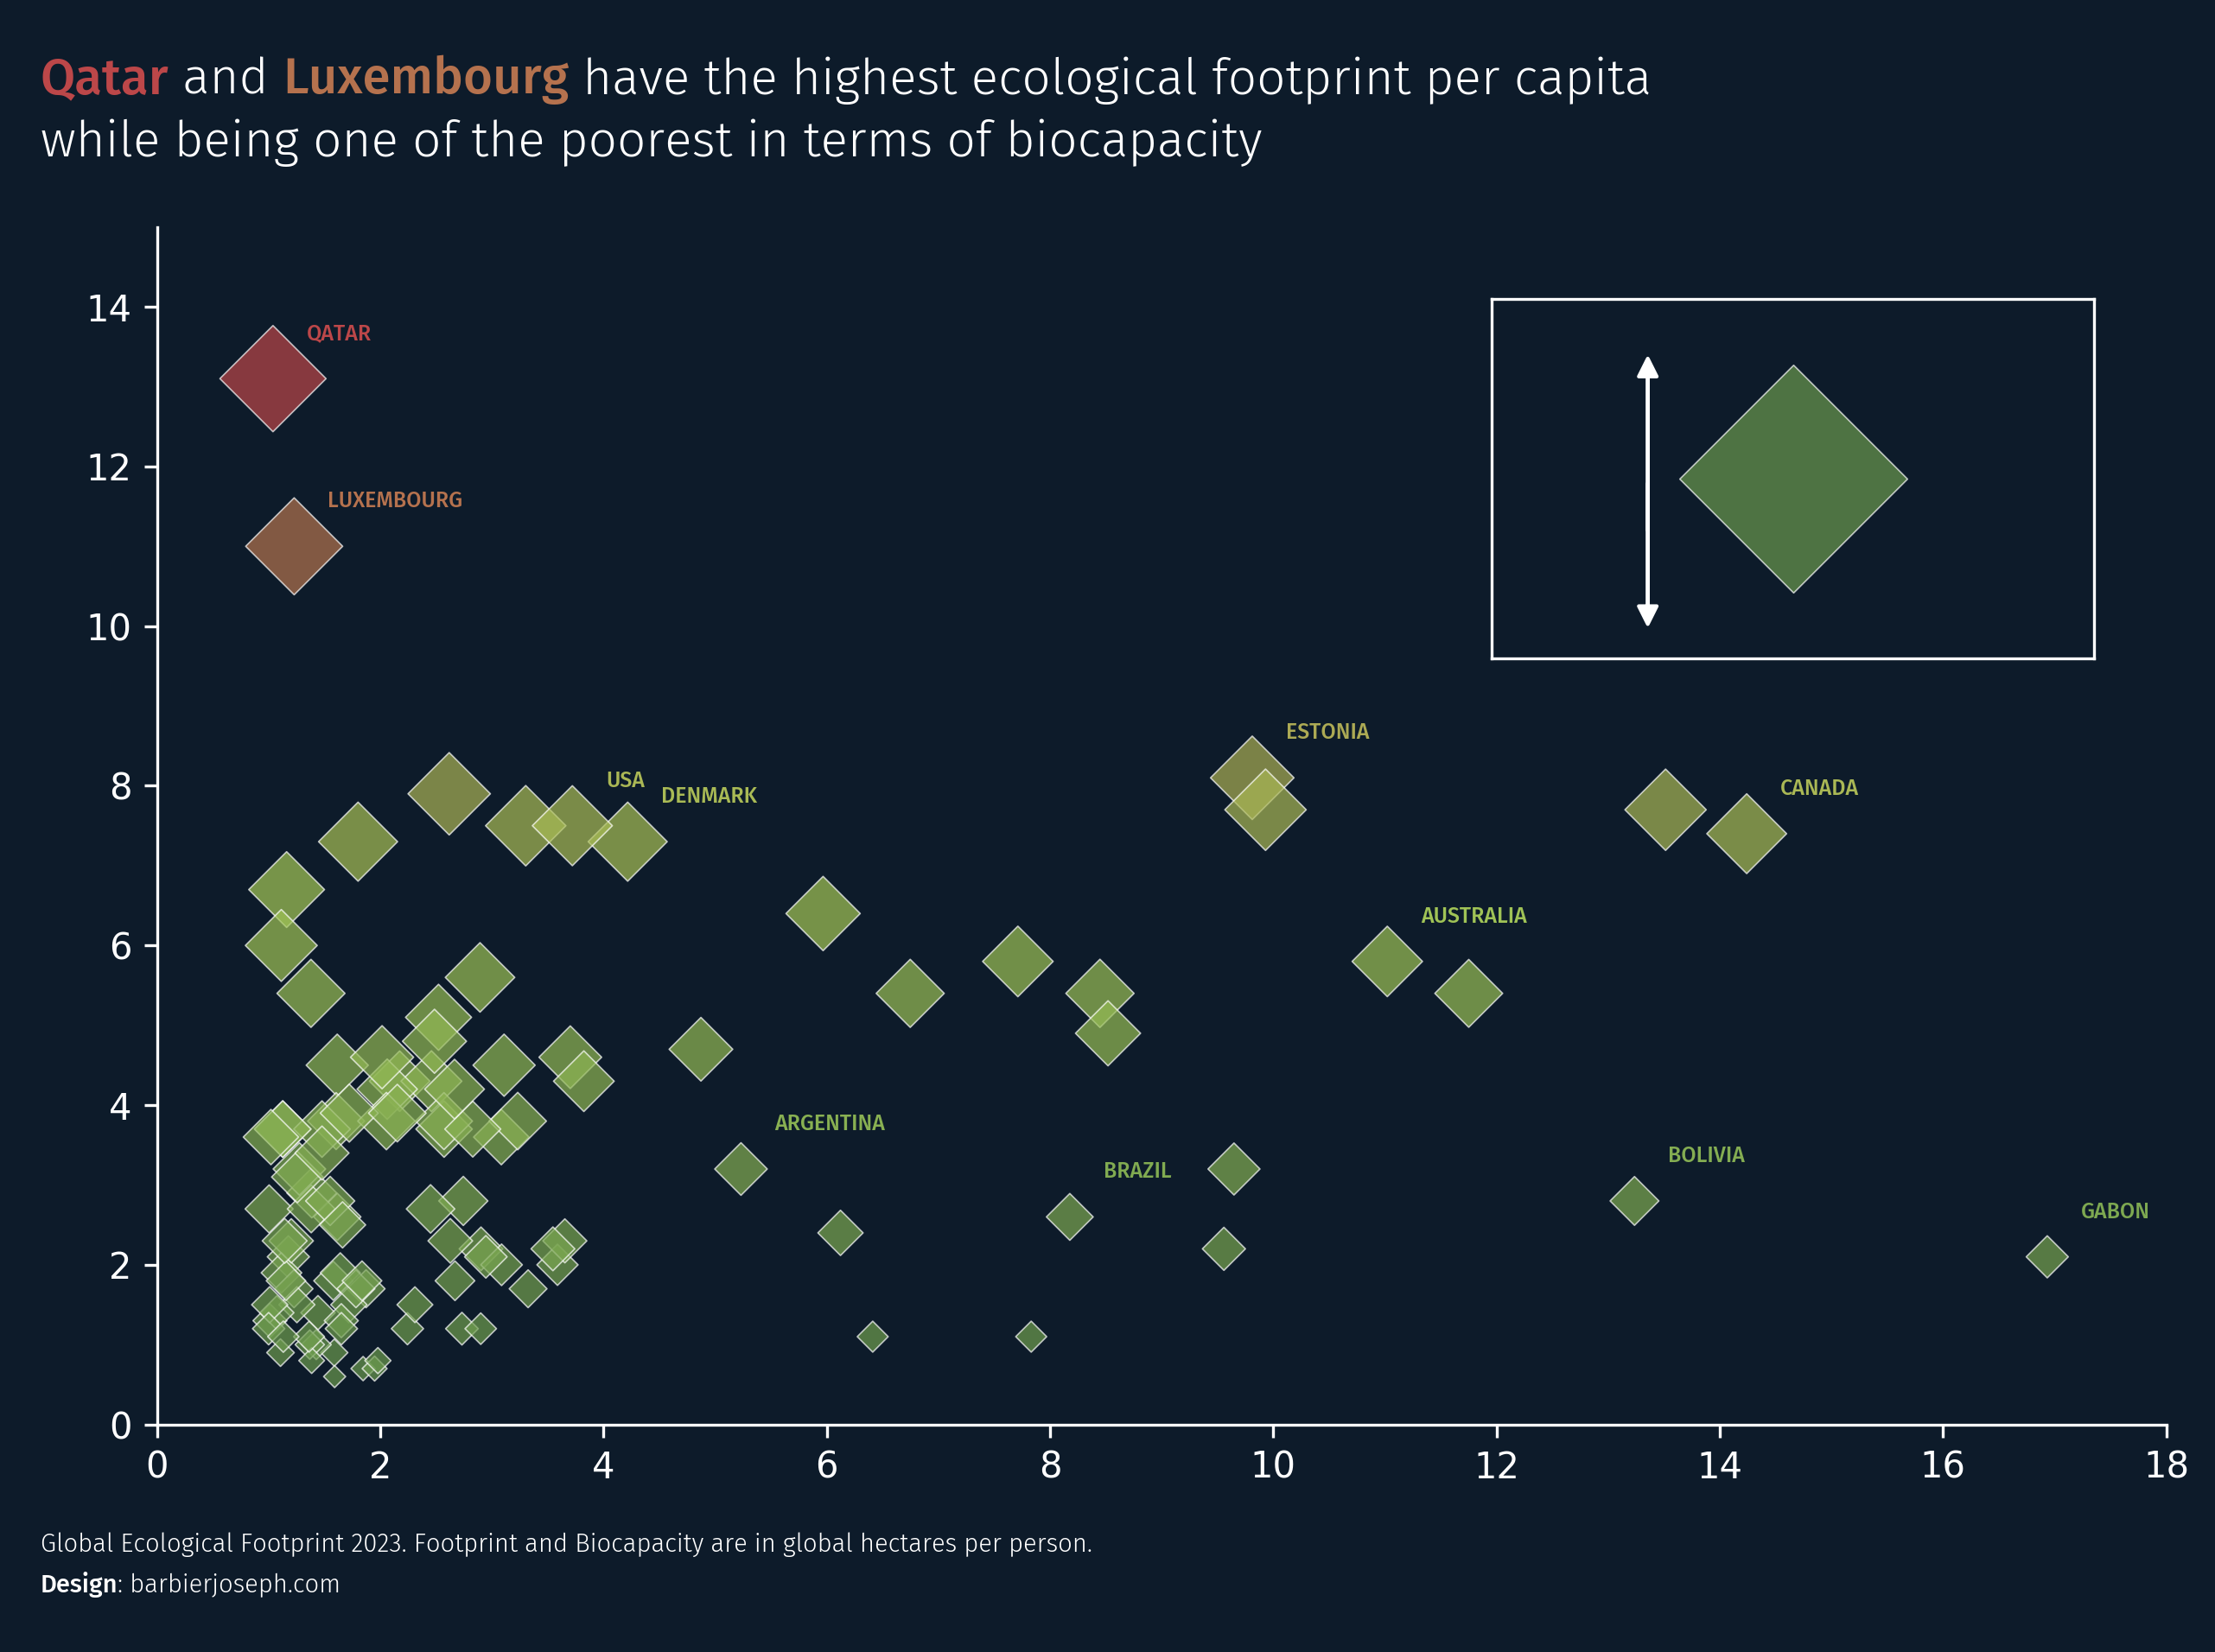 Qatar and Luxembourg have the highest ecological footprint per capita
while being one of the poorest in terms of biocapacity
14
QATAR
12
LUXEMBOURG
10
ESTONIA
8
USA
DENMARK
CANADA
AUSTRALIA
6
4
ARGENTINA
BRAZIL
BOLIVIA
GABON
2
0
0 2 4 6 8 10 12 14 16 18
Global Ecological Footprint 2023. Footprint and Biocapacity are in global hectares per person.
Design: barbierjoseph.com